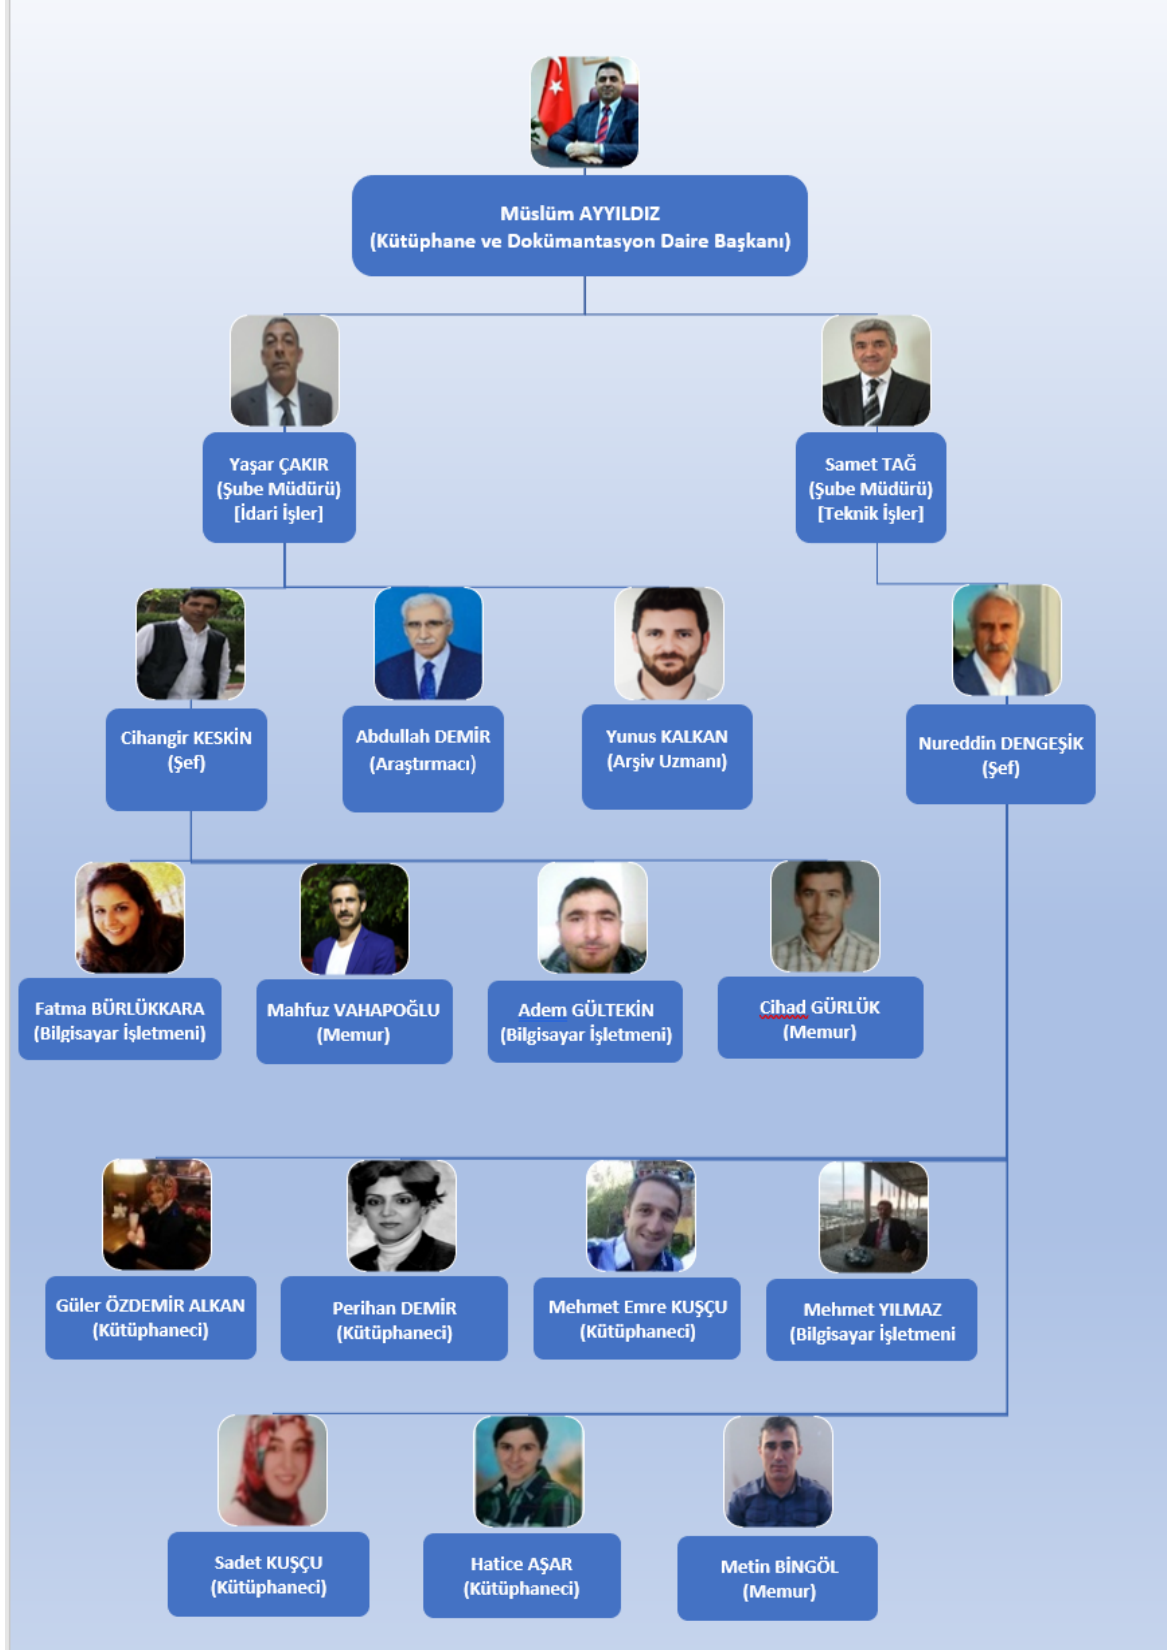 Müslüm AYYILDIZ
(Kütüphane ve Dokümantasyon Daire Başkanı)
Yaşar ÇAKIR
(Şube Müdürü)
[İdari İşler]
Samet TAĞ
(Şube Müdürü)
[Teknik İşler]
Cihangir KESKİN
(Şef)
Abdullah DEMİR
(Araştırmacı)
Yunus KALKAN
(Arşiv Uzmanı)
Nureddin DENGEŞİK
(Şef)
Fatma BÜRLÜKKARA
(Bilgisayar İşletmeni)
Mahfuz VAHAPOĞLU
(Memur)
Adem GÜLTEKİN
(Bilgisayar İşletmeni)
Cihad GÜRLÜK
(Memur)
Güler ÖZDEMİR ALKAN
(Kütüphaneci)
Perihan DEMİR
(Kütüphaneci)
Mehmet Emre KUŞÇU
(Kütüphaneci)
Mehmet YILMAZ
(Bilgisayar İşletmeni
Sadet KUŞÇU
(Kütüphaneci)
Hatice AŞAR
(Kütüphaneci)
Metin BİNGÖL
(Memur)